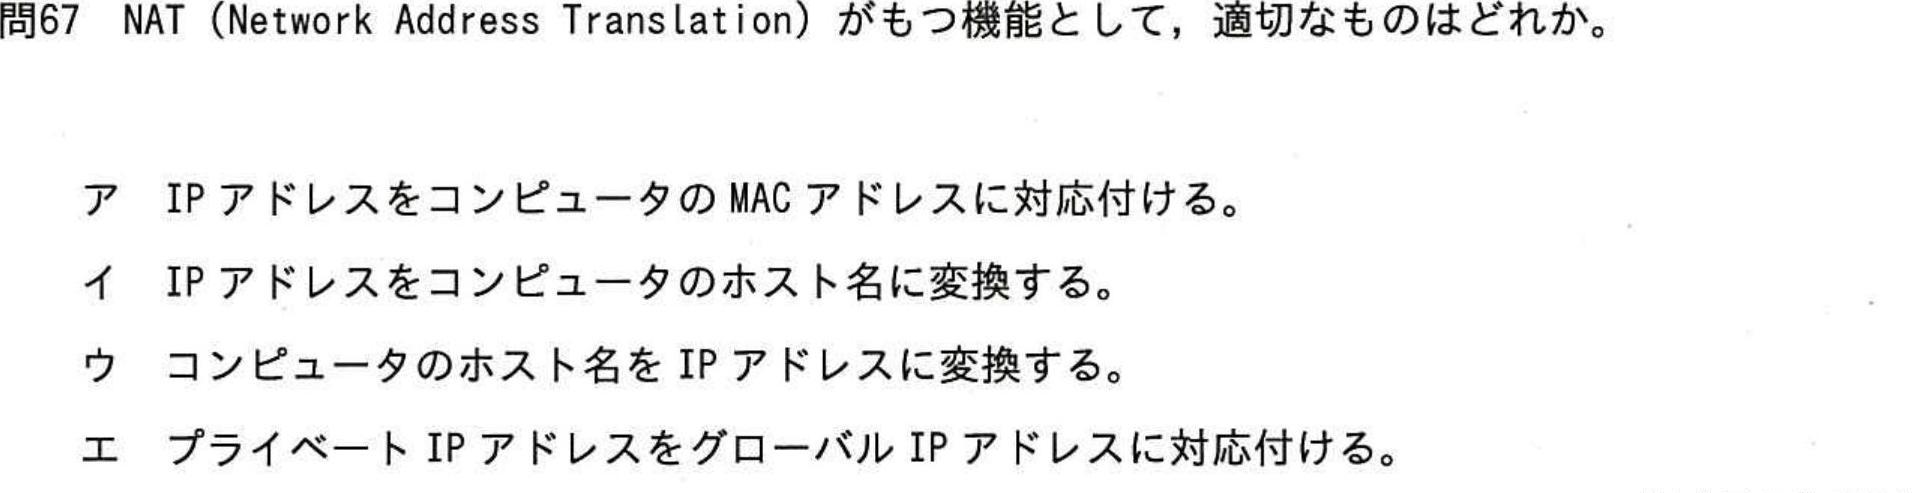 問67　NAT（Network Address Translation）がもつ機能として，適切なものはどれか。
ア　IP アドレスをコンピュータの MAC アドレスに対応付ける。
イ　IP アドレスをコンピュータのホスト名に変換する。
ウ　コンピュータのホスト名を IP アドレスに変換する。
エ　プライベート IP アドレスをグローバル IP アドレスに対応付ける。